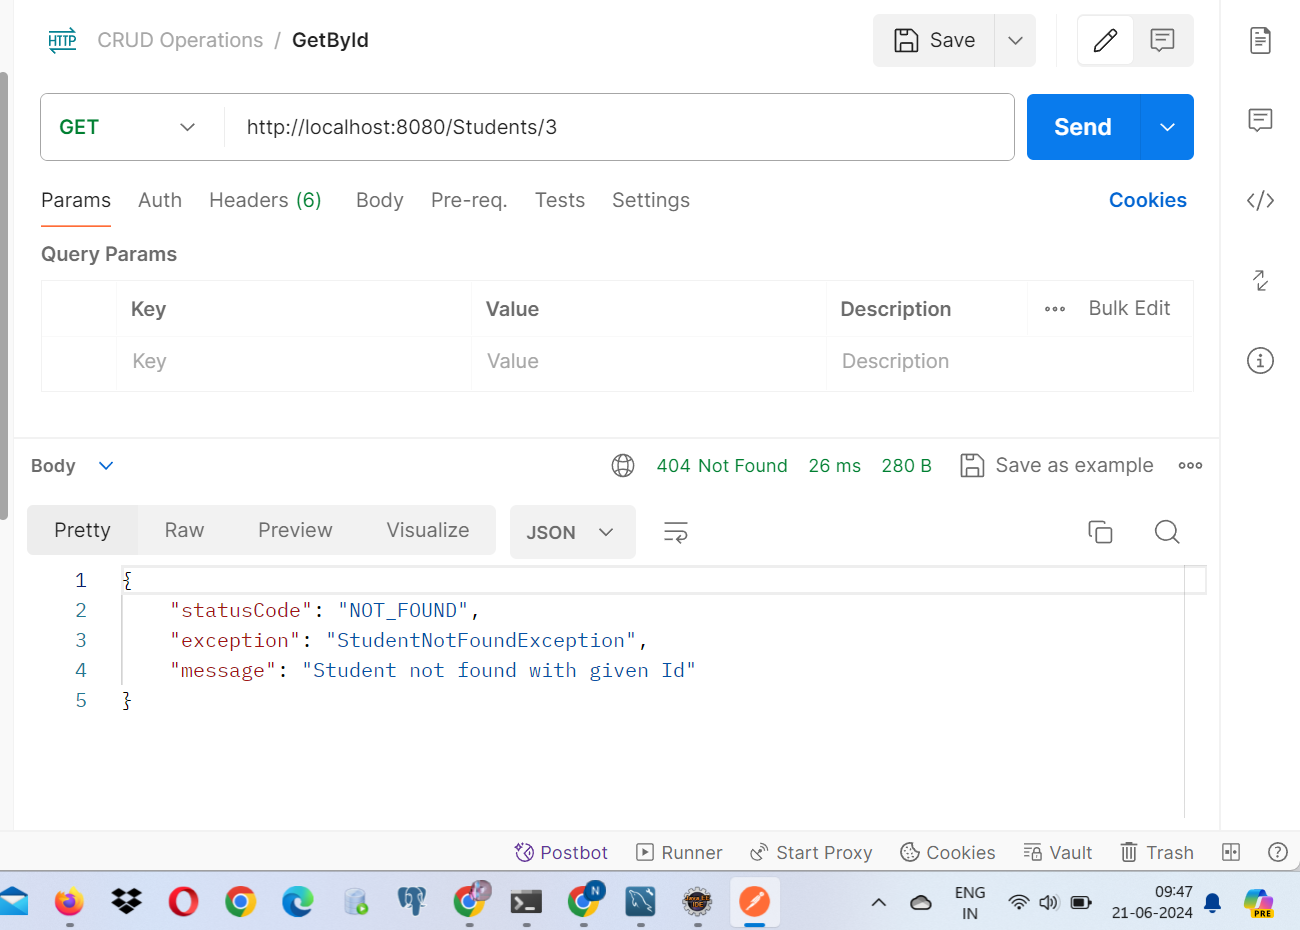 HTTP CRUD Operations / GetById Save
GET http://localhost:8080/Students/3 Send
Params Auth Headers (6) Body Pre-req. Tests Settings Cookies
Query Params
Key Value Description Bulk Edit
Key Value Description
Body 404 Not Found 26 ms 280 B Save as example
Pretty Raw Preview Visualize JSON
1 {
2 "statusCode": "NOT_FOUND",
3 "exception": "StudentNotFoundException",
4 "message": "Student not found with given Id"
5 }
Postbot Runner Start Proxy Cookies Vault Trash
ENG 09:47
IN 21-06-2024
N
IDE
PRE